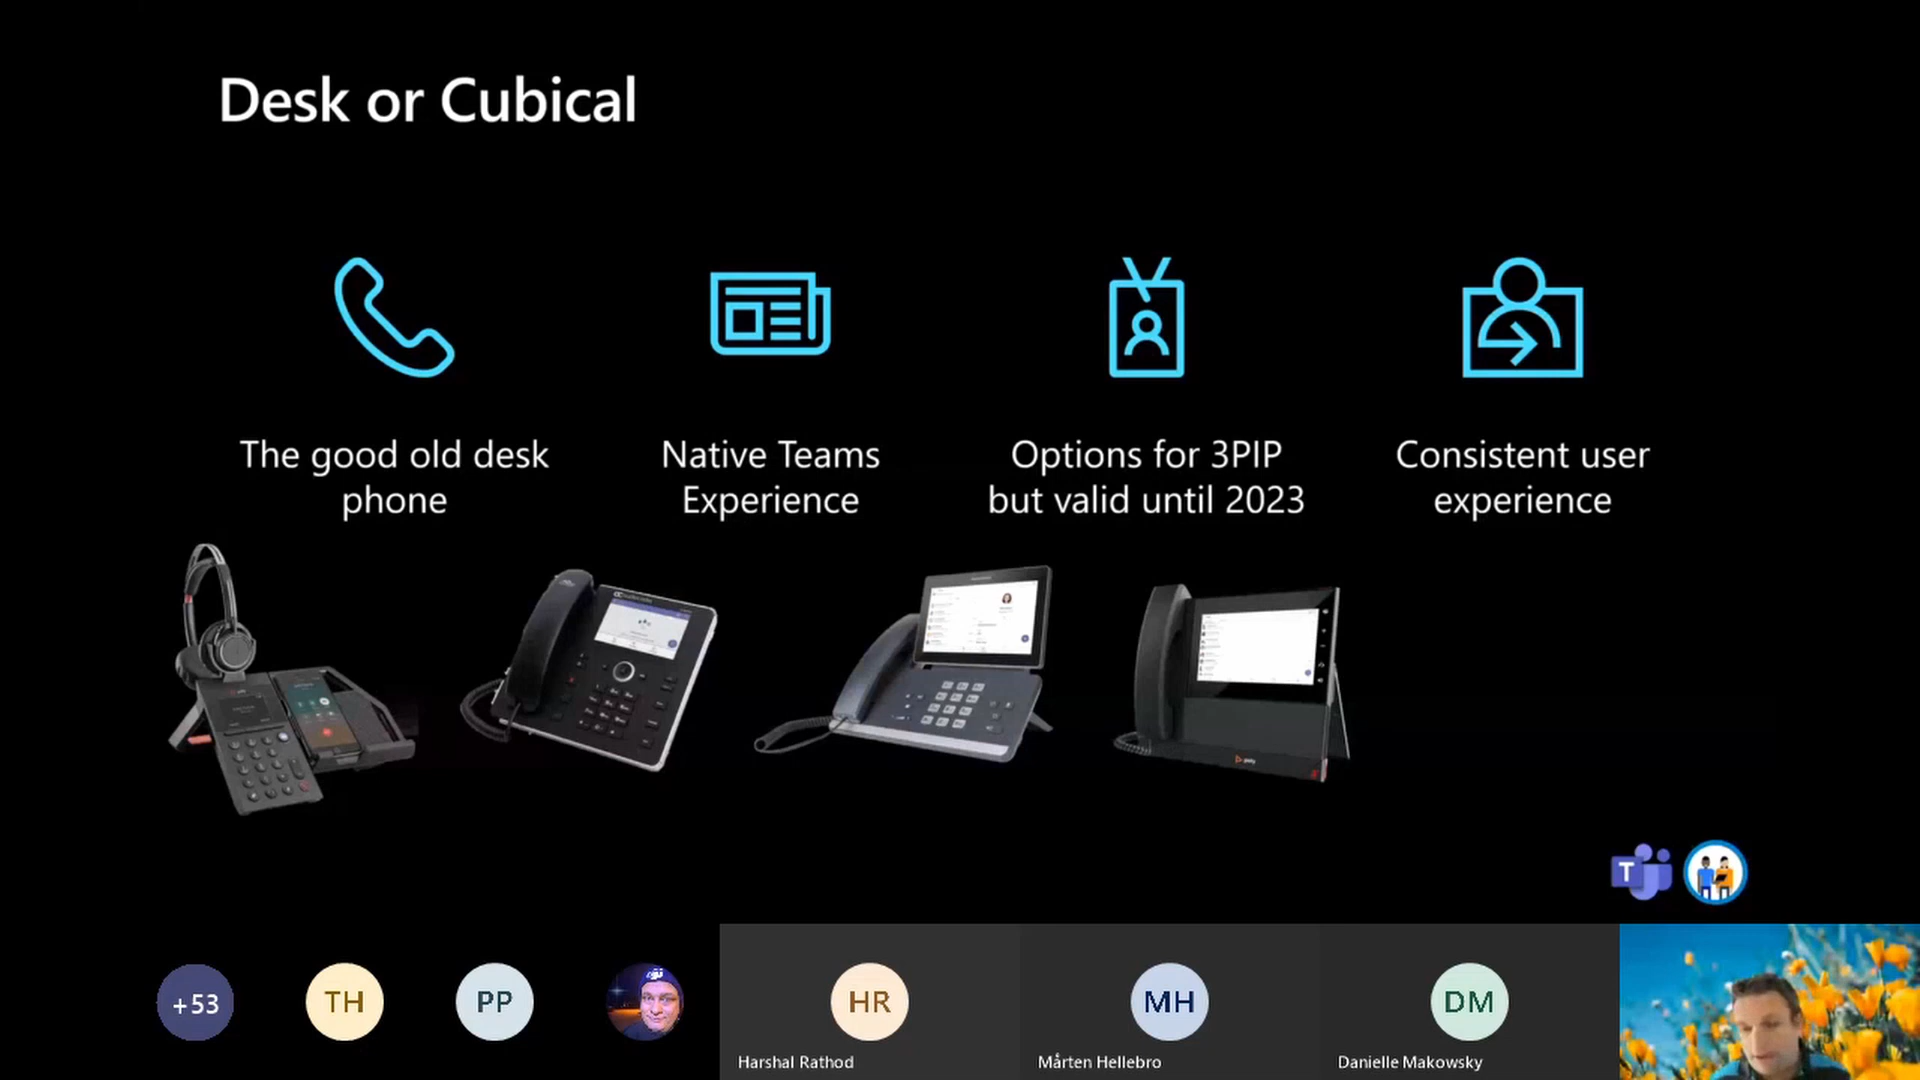 Desk or Cubical
The good old desk
phone
Native Teams
Experience
Options for 3PIP
but valid until 2023
Consistent user
experience
poly
T
+53
TH
PP
HR
MH
DM
Harshal Rathod
Mårten Hellebro
Danielle Makowsky